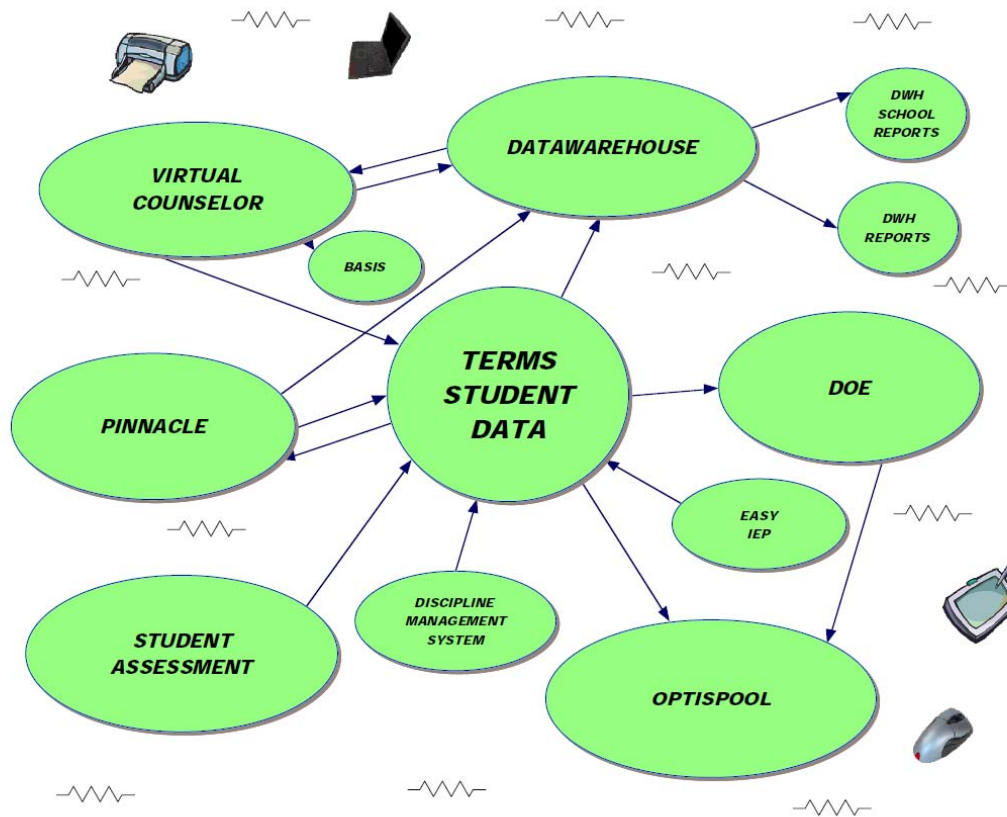 DWH
SCHOOL
REPORTS
DATAWAREHOUSE
VIRTUAL
COUNSELOR
DWH
REPORTS
BASIS
TERMS
STUDENT
DATA
DOE
PINNACLE
EASY
IEP
DISCIPLINE
MANAGEMENT
SYSTEM
STUDENT
ASSESSMENT
OPTISPOOL